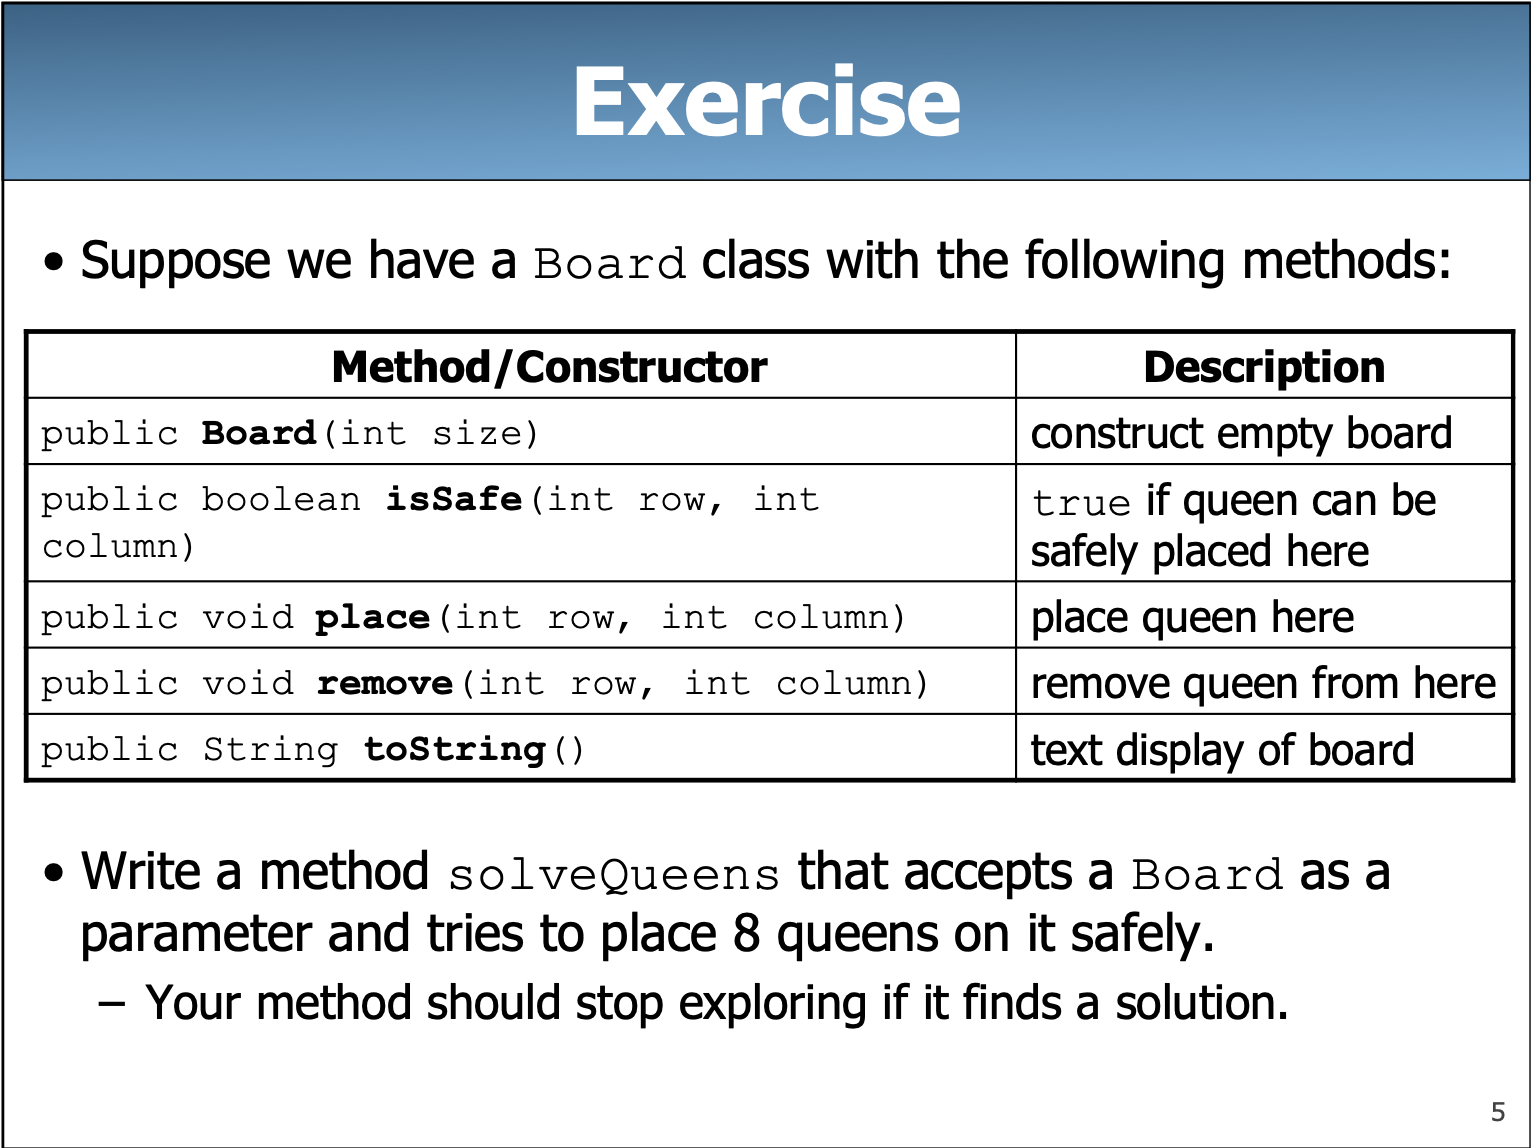 Exercise
• Suppose we have a Board class with the following methods:
Method/Constructor Description
public Board(int size) construct empty board
public boolean isSafe(int row, int
column)
true if queen can be
safely placed here
public void place(int row, int column) place queen here
public void remove(int row, int column) remove queen from here
public String toString() text display of board
• Write a method solveQueens that accepts a Board as a
parameter and tries to place 8 queens on it safely.
– Your method should stop exploring if it finds a solution.
5